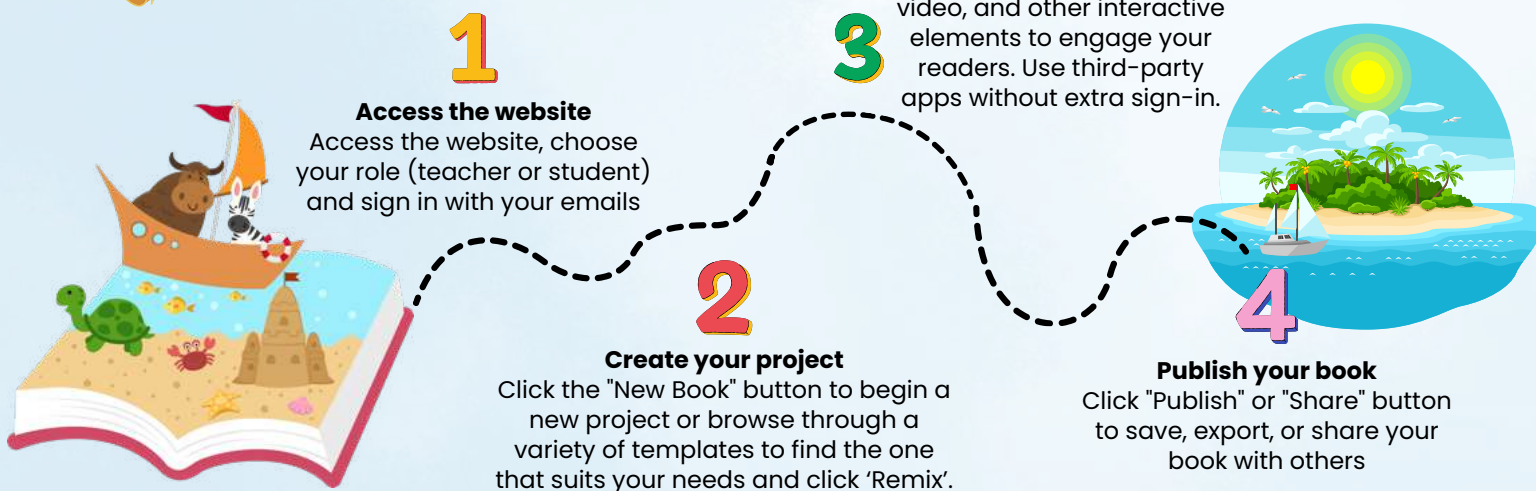 1
Access the website
Access the website, choose
your role (teacher or student)
and sign in with your emails
2
Create your project
Click the "New Book" button to begin a
new project or browse through a
variety of templates to find the one
that suits your needs and click ‘Remix’.
3
video, and other interactive
elements to engage your
readers. Use third-party
apps without extra sign-in.
4
Publish your book
Click "Publish" or "Share" button
to save, export, or share your
book with others